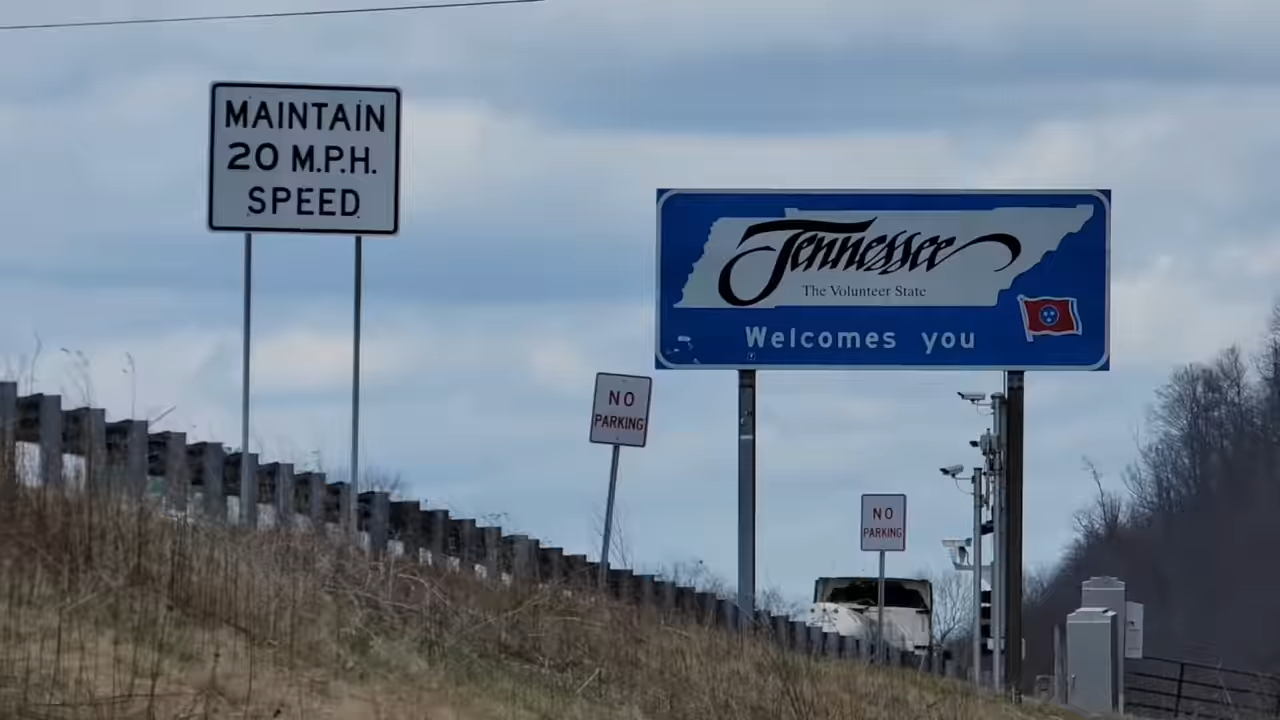 MAINTAIN
20 M.P.H.
SPEED
Tennessee
The Volunteer State
Welcomes you
NO
PARKING
NO
PARKING